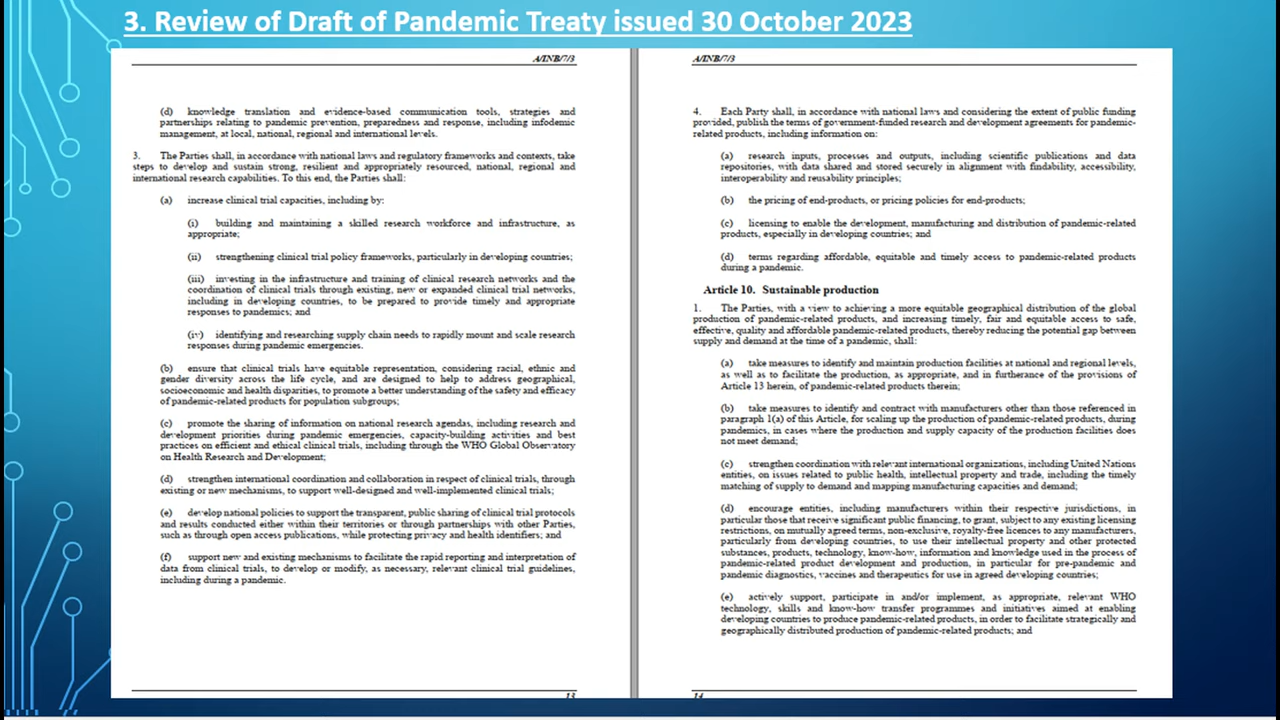 3. Review of Draft of Pandemic Treaty issued 30 October 2023
A/INB/7/3
(d) knowledge translation and evidence-based communication tools, strategies and
partnerships relating to pandemic prevention, preparedness and response, including infodemic
management, at local, national, regional and international levels.
3. The Parties shall, in accordance with national laws and regulatory frameworks and contexts, take
steps to develop and sustain strong, resilient and appropriately resourced, national, regional and
international research capabilities. To this end, the Parties shall:
(a) increase clinical trial capacities, including by:
(i) building and maintaining a skilled research workforce and infrastructure, as
appropriate;
(ii) strengthening clinical trial policy frameworks, particularly in developing countries;
(iii) investing in the infrastructure and training of clinical research networks and the
coordination of clinical trials through existing, new or expanded clinical trial networks,
including in developing countries, to be prepared to provide timely and appropriate
responses to pandemics; and
(iv) identifying and researching supply chain needs to rapidly mount and scale research
responses during pandemic emergencies.
(b) ensure that clinical trials have equitable representation, considering racial, ethnic and
gender diversity across the life cycle, and are designed to help to address geographical,
socioeconomic and health disparities, to promote a better understanding of the safety and efficacy
of pandemic-related products for population subgroups;
(c) promote the sharing of information on national research agendas, including research and
development priorities during pandemic emergencies, capacity-building activities and best
practices on efficient and ethical clinical trials, including through the WHO Global Observatory
on Health Research and Development;
(d) strengthen international coordination and collaboration in respect of clinical trials, through
existing or new mechanisms, to support well-designed and well-implemented clinical trials;
(e) develop national policies to support the transparent, public sharing of clinical trial protocols
and results conducted either within their territories or through partnerships with other Parties,
such as through open access publications, while protecting privacy and health identifiers; and
(f) support new and existing mechanisms to facilitate the rapid reporting and interpretation of
data from clinical trials, to develop or modify, as necessary, relevant clinical trial guidelines,
including during a pandemic.
13
A/INB/7/3
4. Each Party shall, in accordance with national laws and considering the extent of public funding
provided, publish the terms of government-funded research and development agreements for pandemic-
related products, including information on:
(a) research inputs, processes and outputs, including scientific publications and data
repositories, with data shared and stored securely in alignment with findability, accessibility,
interoperability and reusability principles;
(b) the pricing of end-products, or pricing policies for end-products;
(c) licensing to enable the development, manufacturing and distribution of pandemic-related
products, especially in developing countries; and
(d) terms regarding affordable, equitable and timely access to pandemic-related products
during a pandemic.
Article 10. Sustainable production
1. The Parties, with a view to achieving a more equitable geographical distribution of the global
production of pandemic-related products, and increasing timely, fair and equitable access to safe,
effective, quality and affordable pandemic-related products, thereby reducing the potential gap between
supply and demand at the time of a pandemic, shall:
(a) take measures to identify and maintain production facilities at national and regional levels,
as well as to facilitate the production, as appropriate, and in furtherance of the provisions of
Article 13 herein, of pandemic-related products therein;
(b) take measures to identify and contract with manufacturers other than those referenced in
paragraph 1(a) of this Article, for scaling up the production of pandemic-related products, during
pandemics, in cases where the production and supply capacity of the production facilities does
not meet demand;
(c) strengthen coordination with relevant international organizations, including United Nations
entities, on issues related to public health, intellectual property and trade, including the timely
matching of supply to demand and mapping manufacturing capacities and demand;
(d) encourage entities, including manufacturers within their respective jurisdictions, in
particular those that receive significant public financing, to grant, subject to any existing licensing
restrictions, on mutually agreed terms, non-exclusive, royalty-free licences to any manufacturers,
particularly from developing countries, to use their intellectual property and other protected
substances, products, technology, know-how, information and knowledge used in the process of
pandemic-related product development and production, in particular for pre-pandemic and
pandemic diagnostics, vaccines and therapeutics for use in agreed developing countries;
(e) actively support, participate in and/or implement, as appropriate, relevant WHO
technology, skills and know-how transfer programmes and initiatives aimed at enabling
developing countries to produce pandemic-related products, in order to facilitate strategically and
geographically distributed production of pandemic-related products; and
14